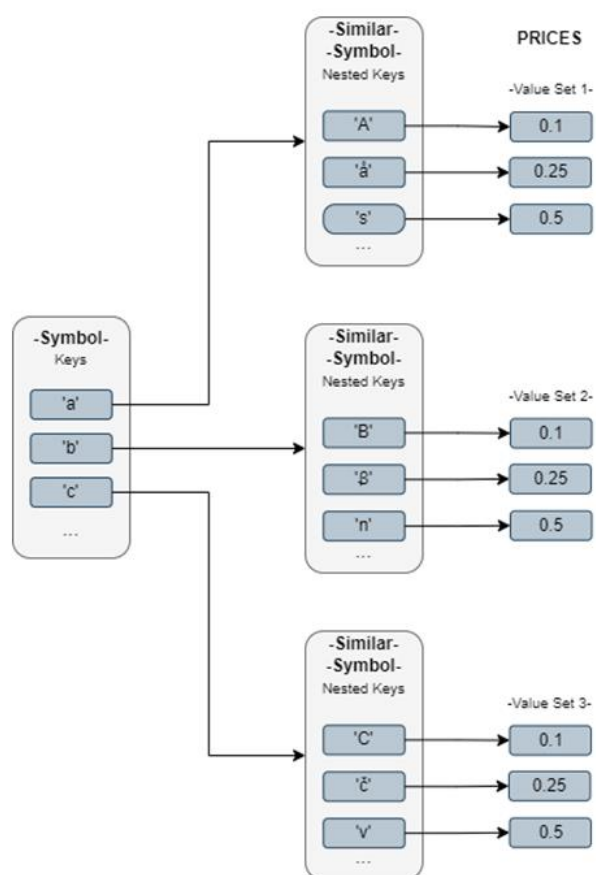 -Similar-
-Symbol-
Nested Keys
PRICES
-Value Set 1-
'A'
0.1
'å'
0.25
's'
0.5
...
-Symbol-
Keys
'a'
'b'
'c'
...
-Similar-
-Symbol-
Nested Keys
-Value Set 2-
'B'
0.1
'β'
0.25
'n'
0.5
...
-Similar-
-Symbol-
Nested Keys
-Value Set 3-
'C'
0.1
'č'
0.25
'v'
0.5
...